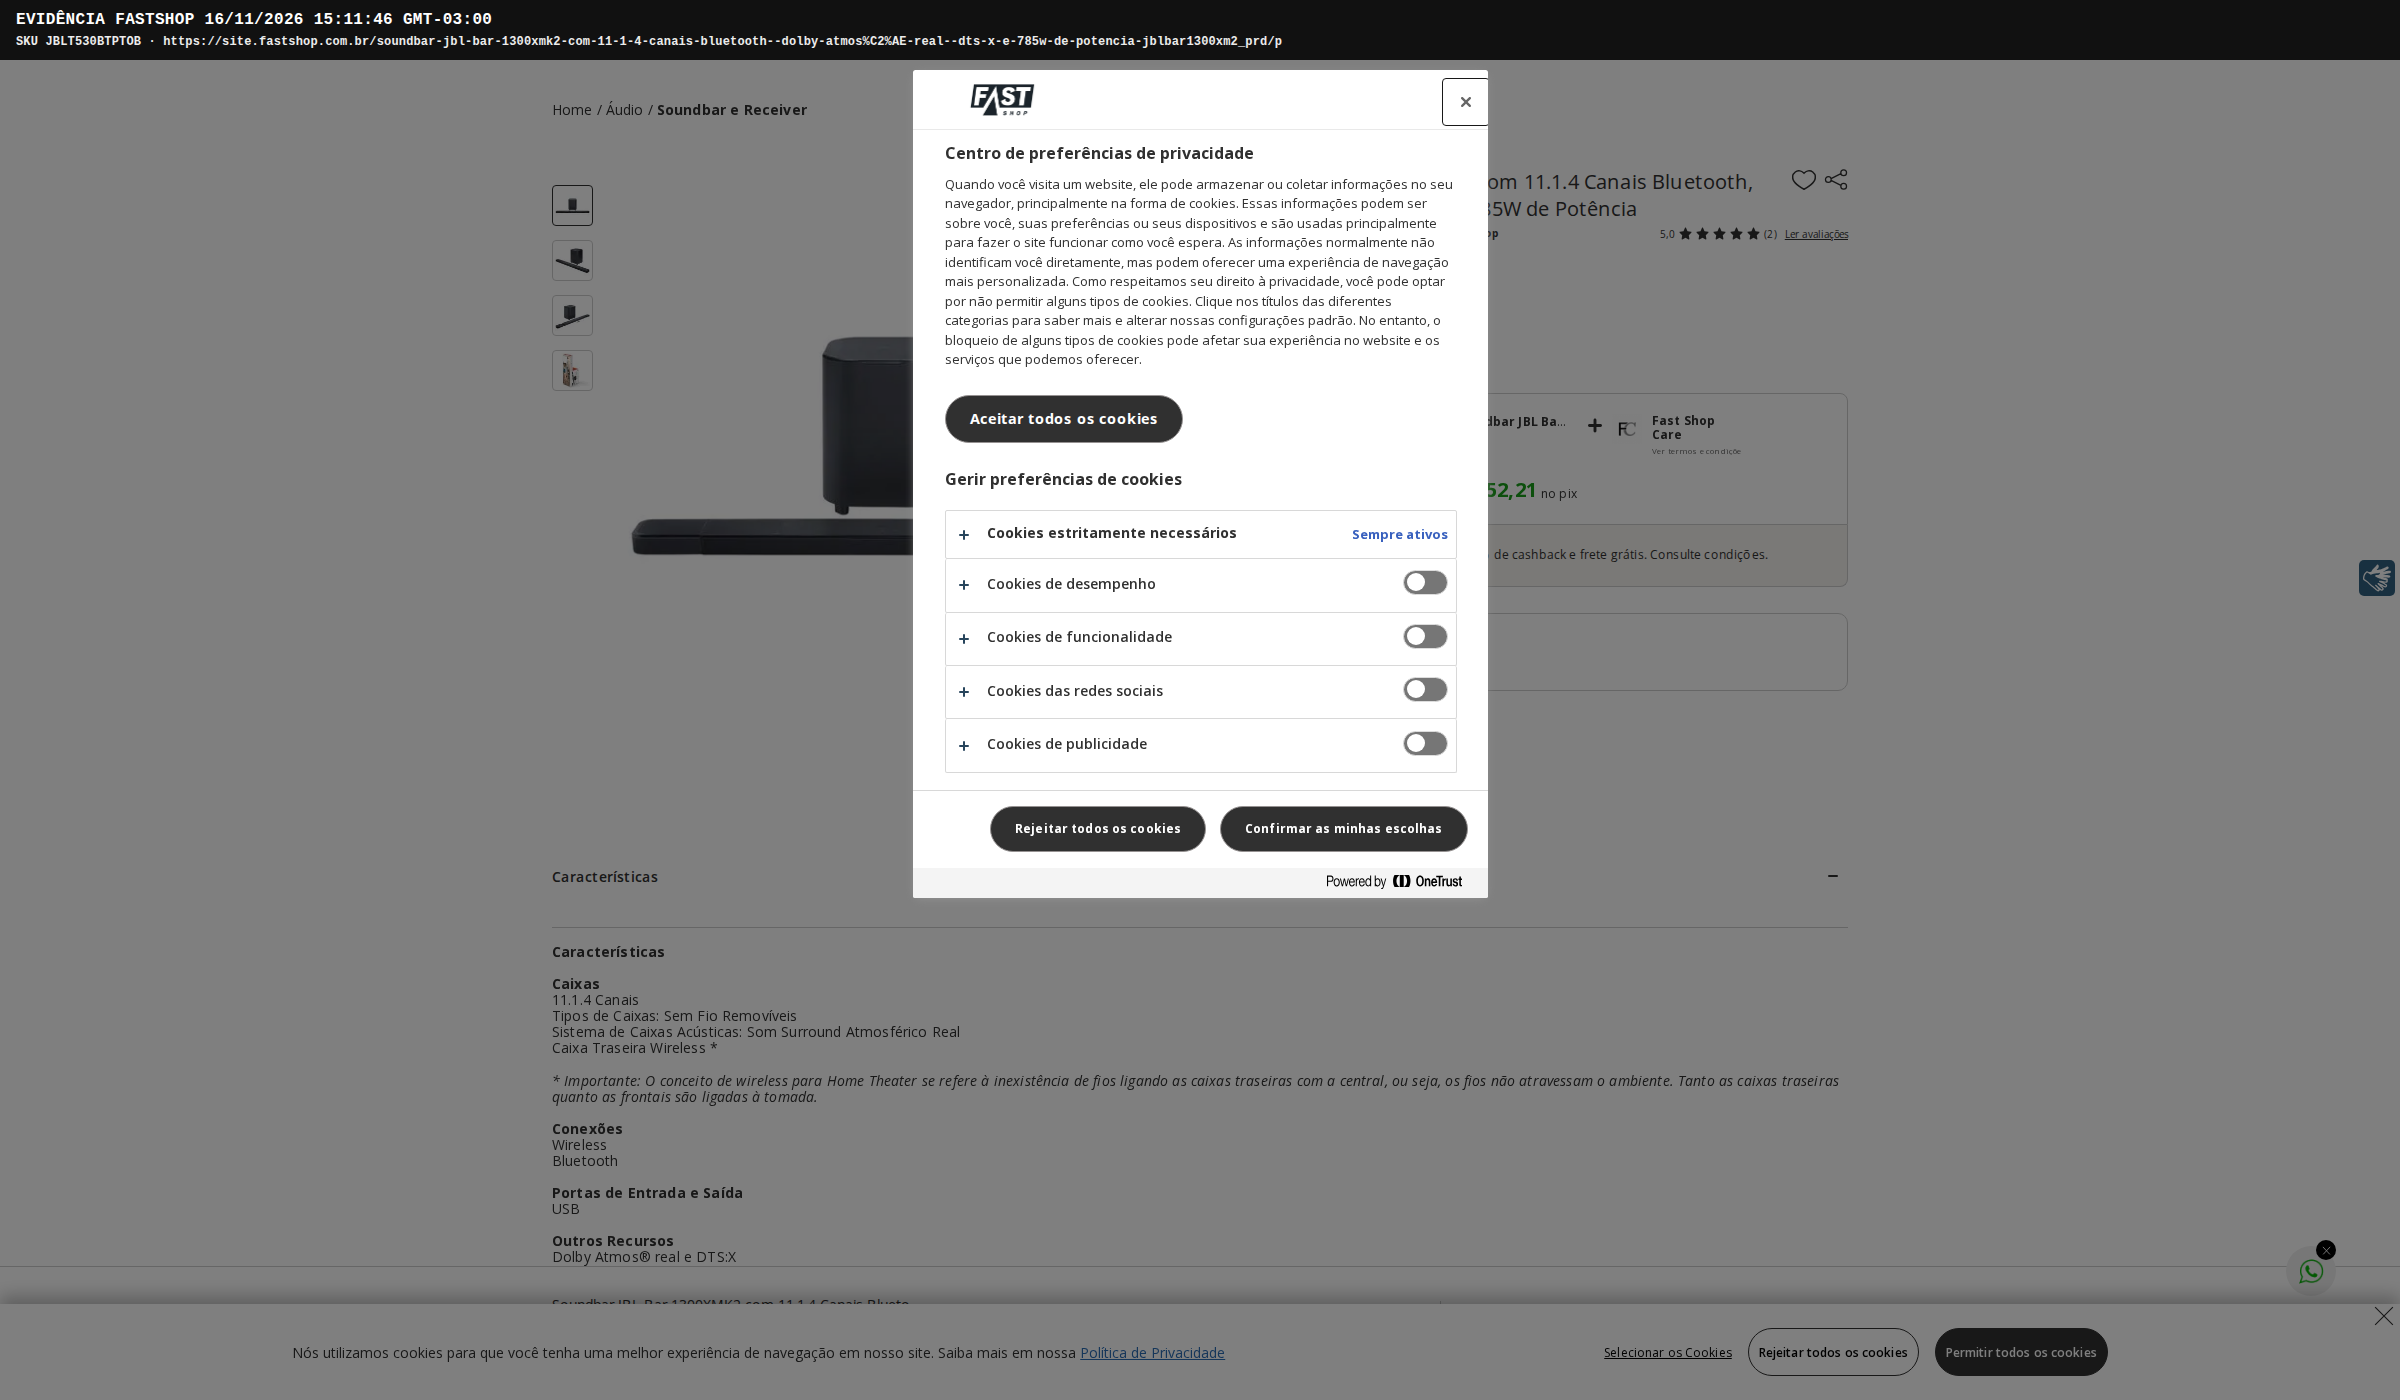 EVIDÊNCIA FASTSHOP 16/11/2026 15:11:46 GMT-03:00
SKU JBLT530BTPTOB · https://site.fastshop.com.br/soundbar-jbl-bar-1300xmk2-com-11-1-4-canais-bluetooth--dolby-atmos%C2%AE-real--dts-x-e-785w-de-potencia-jblbar1300xm2_prd/p
Home / Áudio / Soundbar e Receiver
FAST SHOP
Centro de preferências de privacidade
Quando você visita um website, ele pode armazenar ou coletar informações no seu
navegador, principalmente na forma de cookies. Essas informações podem ser
sobre você, suas preferências ou seus dispositivos e são usadas principalmente
para fazer o site funcionar como você espera. As informações normalmente não
identificam você diretamente, mas podem oferecer uma experiência de navegação
mais personalizada. Como respeitamos seu direito à privacidade, você pode optar
por não permitir alguns tipos de cookies. Clique nos títulos das diferentes
categorias para saber mais e alterar nossas configurações padrão. No entanto, o
bloqueio de alguns tipos de cookies pode afetar sua experiência no website e os
serviços que podemos oferecer.
Aceitar todos os cookies
Gerir preferências de cookies
Cookies estritamente necessários
Sempre ativos
Cookies de desempenho
Cookies de funcionalidade
Cookies das redes sociais
Cookies de publicidade
Rejeitar todos os cookies
Confirmar as minhas escolhas
Powered by OneTrust
11.1.4 Canais Bluetooth,
5W de Potência
5,0 (2) Ler avaliações
JBL Ba...
+
FC
Fast Shop
Care
Ver termos e condiçõe
52,21 no pix
de cashback e frete grátis. Consulte condições.
Características
Características
Caixas
11.1.4 Canais
Tipos de Caixas: Sem Fio Removíveis
Sistema de Caixas Acústicas: Som Surround Atmosférico Real
Caixa Traseira Wireless *
* Importante: O conceito de wireless para Home Theater se refere à inexistência de fios ligando as caixas traseiras com a central, ou seja, os fios não atravessam o ambiente. Tanto as caixas traseiras
quanto as frontais são ligadas à tomada.
Conexões
Wireless
Bluetooth
Portas de Entrada e Saída
USB
Outros Recursos
Dolby Atmos® real e DTS:X
Soundbar JBL Bar 1300XMK2 com 11.1.4 Canais Blueto
Nós utilizamos cookies para que você tenha uma melhor experiência de navegação em nosso site. Saiba mais em nossa Política de Privacidade
Selecionar os Cookies
Rejeitar todos os cookies
Permitir todos os cookies